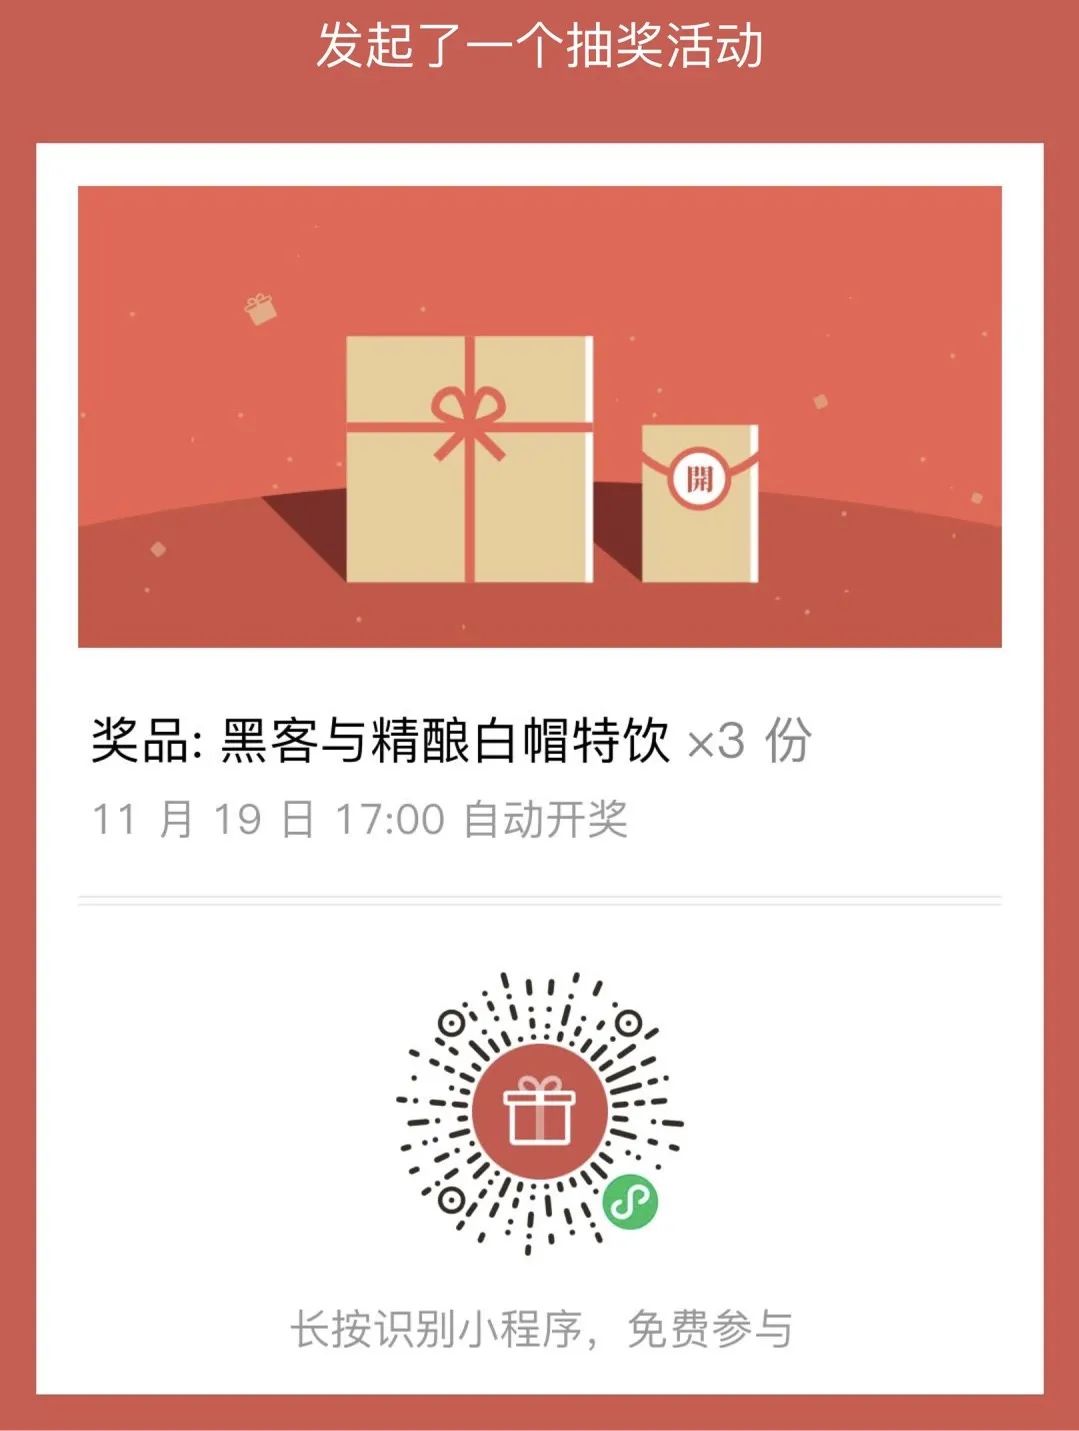 发起了一个抽奖活动
開
奖品: 黑客与精酿白帽特饮 ×3 份
11 月 19 日 17:00 自动开奖
长按识别小程序，免费参与